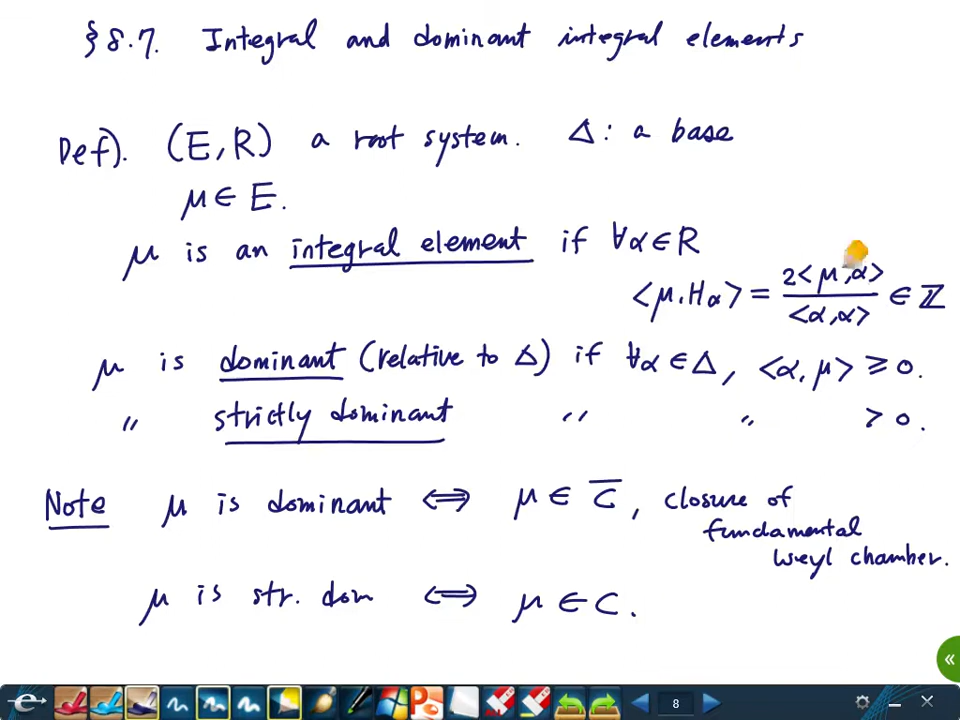 §8.7. Integral and dominant integral elements
Def). (E, R) a root system. Δ: a base
μ ∈ E.
μ is an integral element if ∀α ∈ R
<μ, Hα> = 2<μ, α> / <α, α> ∈ ℤ
μ is dominant (relative to Δ) if ∀α ∈ Δ, <α, μ> ≥ 0.
〃 strictly dominant 〃 〃 > 0.
Note μ is dominant ⟺ μ ∈ C̅, closure of
fundamental
Weyl chamber.
μ is str. dom ⟺ μ ∈ C.
8